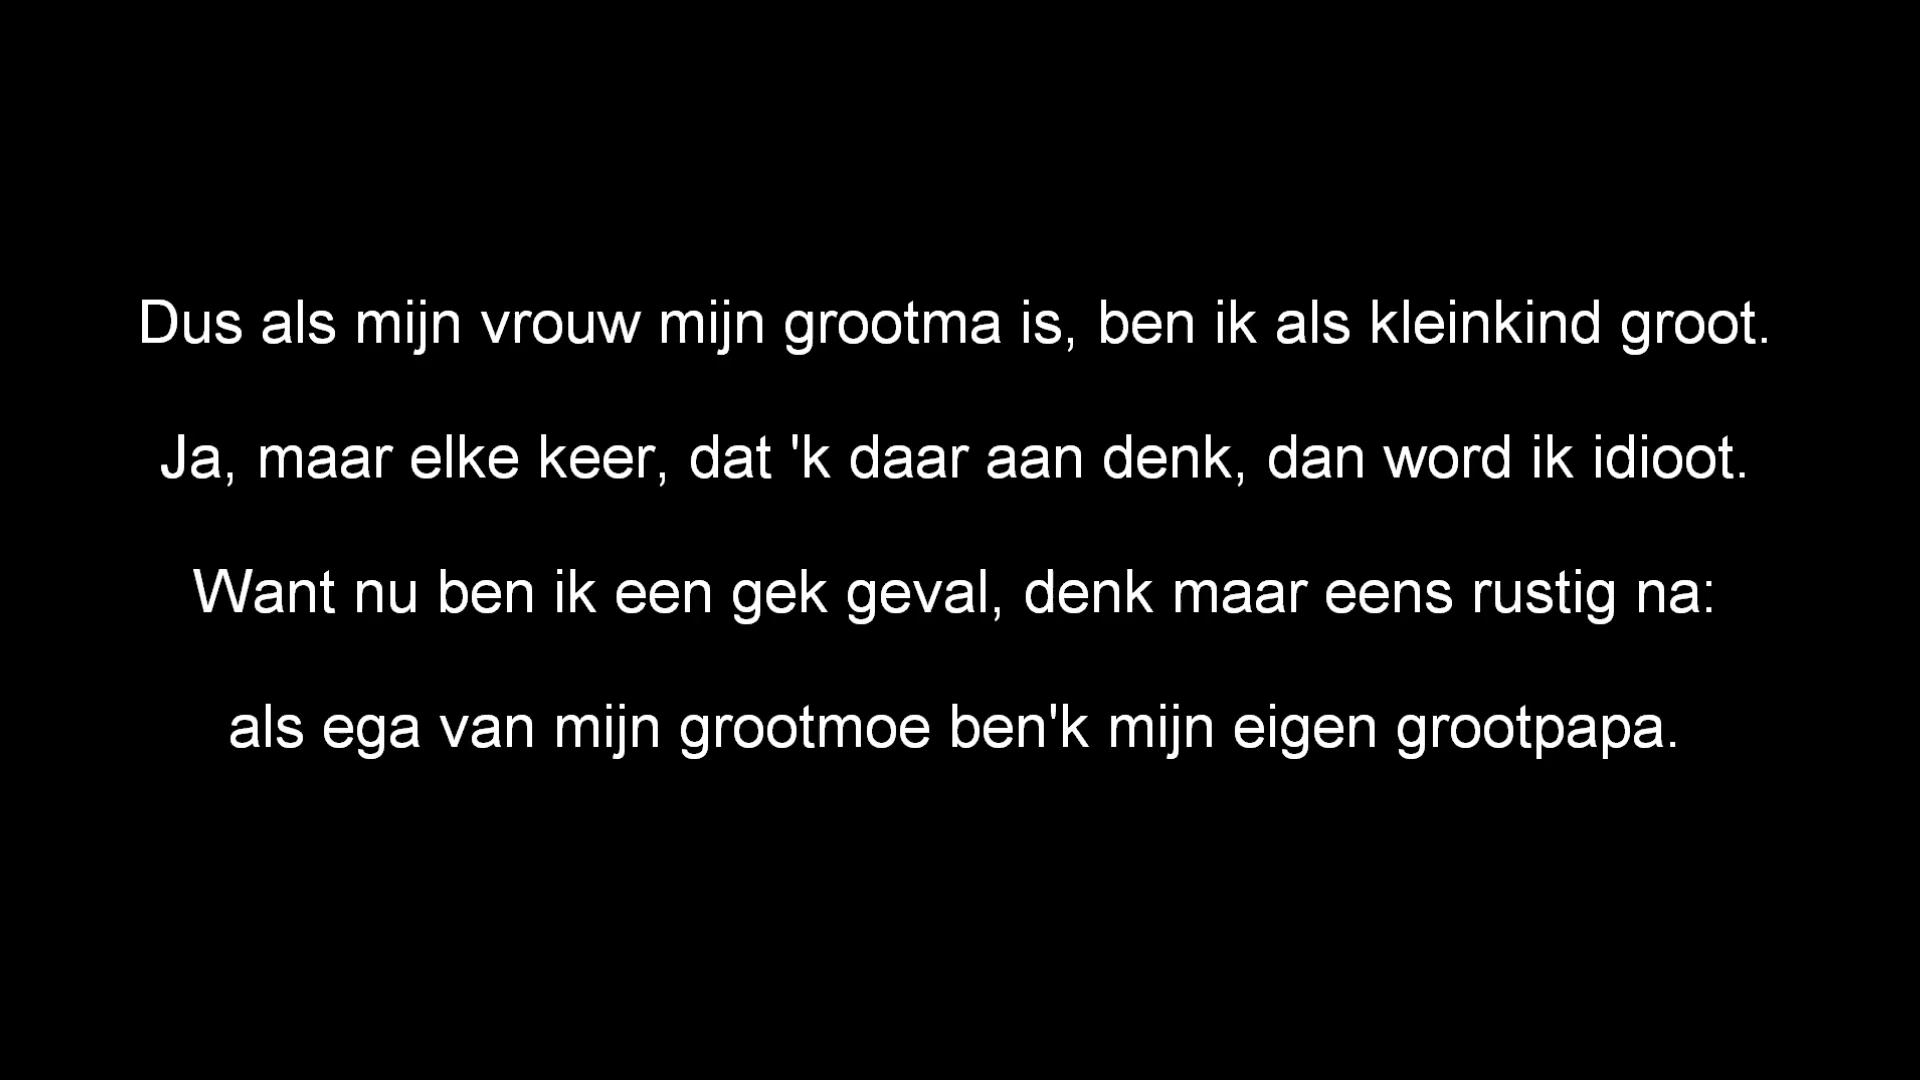 Dus als mijn vrouw mijn grootma is, ben ik als kleinkind groot.
Ja, maar elke keer, dat 'k daar aan denk, dan word ik idioot.
Want nu ben ik een gek geval, denk maar eens rustig na:
als ega van mijn grootmoe ben'k mijn eigen grootpapa.